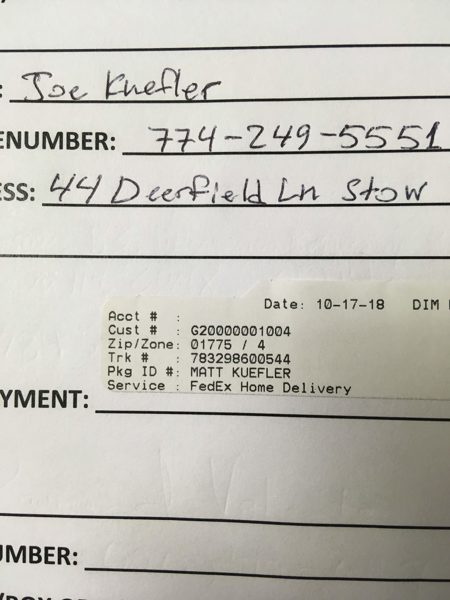 : Joe Kuefler
ENUMBER: 774-249-5551
ESS: 44 Deerfield Ln Stow
Date: 10-17-18 DIM
Acct # :
Cust # : G20000001004
Zip/Zone: 01775 / 4
Trk # : 783298600544
Pkg ID #: MATT KUEFLER
Service : FedEx Home Delivery
YMENT:
UMBER: